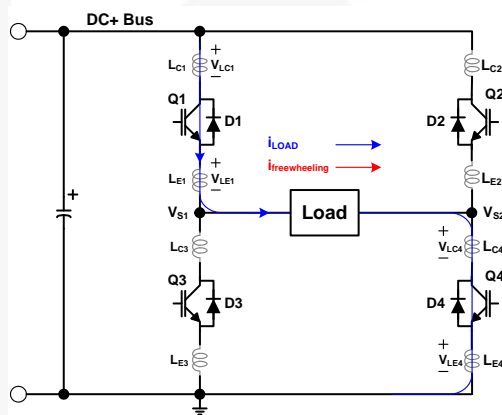 DC+ Bus
+
LC1
VLC1
−
LC2
Q1
D1
D2
Q2
iLOAD
ifreewheeling
+
LE1
VLE1
−
LE2
VS1
Load
VS2
+
LC3
VLC4
LC4
−
Q3
D3
D4
Q4
+
LE3
VLE4
LE4
−
+